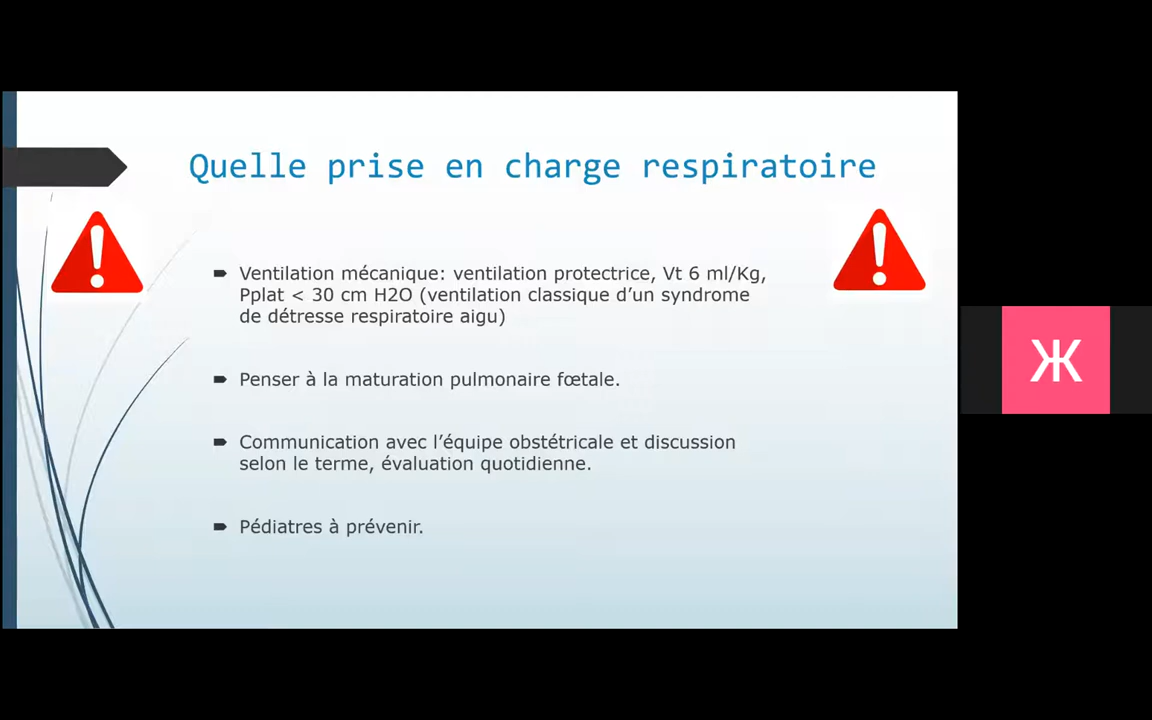 Quelle prise en charge respiratoire
Ventilation mécanique: ventilation protectrice, Vt 6 ml/Kg,
Pplat < 30 cm H2O (ventilation classique d’un syndrome
de détresse respiratoire aigu)
Penser à la maturation pulmonaire fœtale.
Communication avec l’équipe obstétricale et discussion
selon le terme, évaluation quotidienne.
Pédiatres à prévenir.
Ж